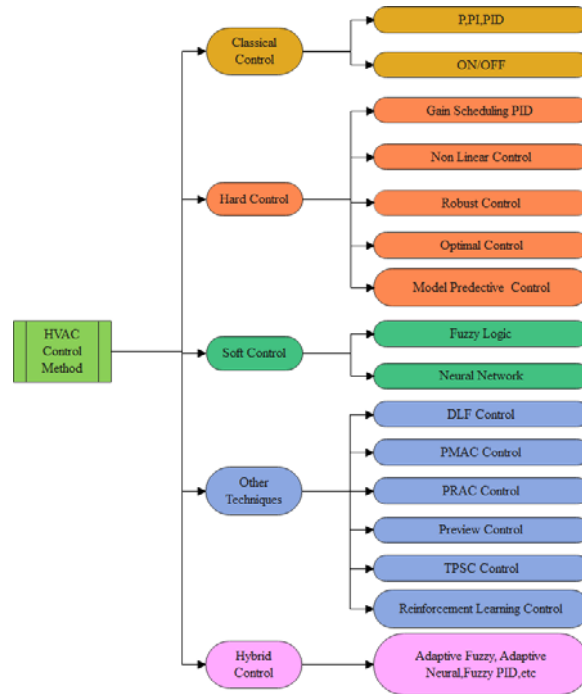 P,PI,PID
Classical
Control
ON/OFF
Gain Scheduling PID
Non Linear Control
Hard Control
Robust Control
Optimal Control
Model Predective Control
HVAC
Control
Method
Fuzzy Logic
Soft Control
Neural Network
DLF Control
PMAC Control
Other
Techniques
PRAC Control
Preview Control
TPSC Control
Reinforcement Learning Control
Hybrid
Control
Adaptive Fuzzy, Adaptive
Neural,Fuzzy PID,etc